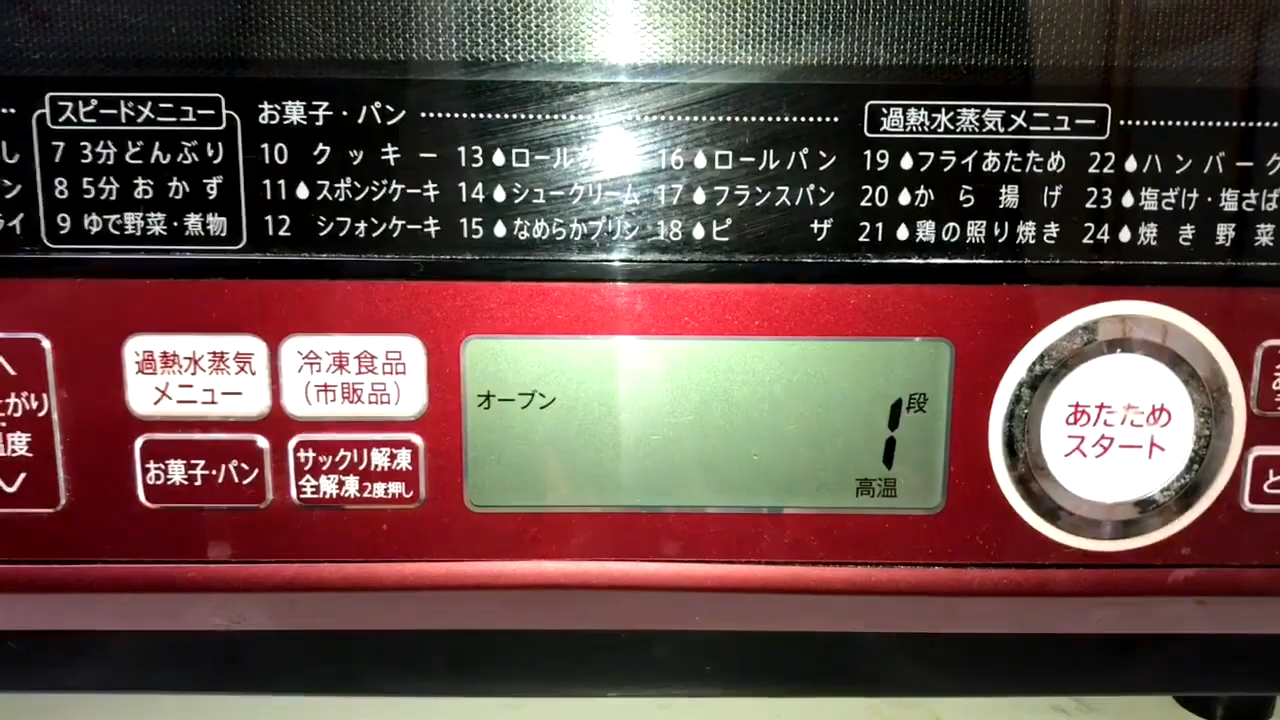 スピードメニュー
7 3分どんぶり
8 5分おかず
9 ゆで野菜・煮物
お菓子・パン
10 クッキー
11 スポンジケーキ
12 シフォンケーキ
13 ロール
14 シュークリーム
15 なめらかプリン
16 ロールパン
17 フランスパン
18 ピザ
過熱水蒸気メニュー
19 フライあたため
20 から揚げ
21 鶏の照り焼き
22 ハンバーグ
23 塩ざけ・塩さば
24 焼き野菜
過熱水蒸気
メニュー
冷凍食品
(市販品)
お菓子・パン
サックリ解凍
全解凍2度押し
オーブン
1段
高温
あたため
スタート